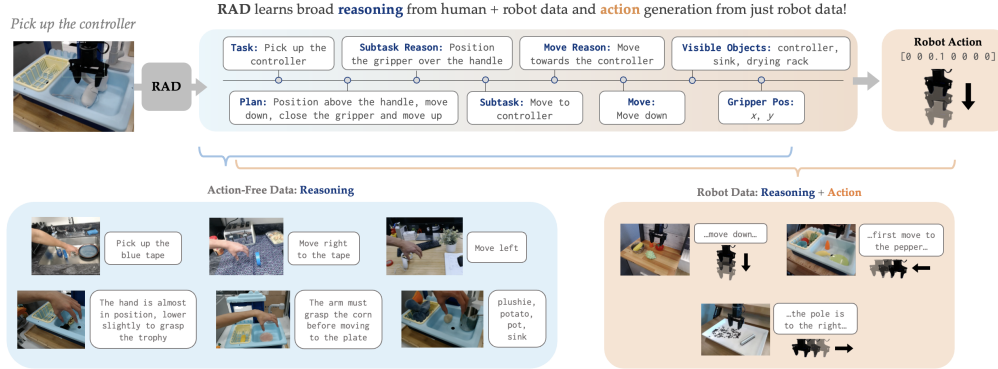 RAD learns broad reasoning from human + robot data and action generation from just robot data!
Pick up the controller
RAD
Task: Pick up the
controller
Subtask Reason: Position
the gripper over the handle
Move Reason: Move
towards the controller
Visible Objects: controller,
sink, drying rack
Plan: Position above the handle, move
down, close the gripper and move up
Subtask: Move to
controller
Move:
Move down
Gripper Pos:
x, y
Robot Action
[0 0 0.1 0 0 0 0]
Action-Free Data: Reasoning
Pick up the
blue tape
Move right
to the tape
Move left
The hand is almost
in position, lower
slightly to grasp
the trophy
The arm must
grasp the corn
before moving
to the plate
plushie,
potato,
pot,
sink
Robot Data: Reasoning + Action
…move down…
…first move to
the pepper…
…the pole is
to the right…